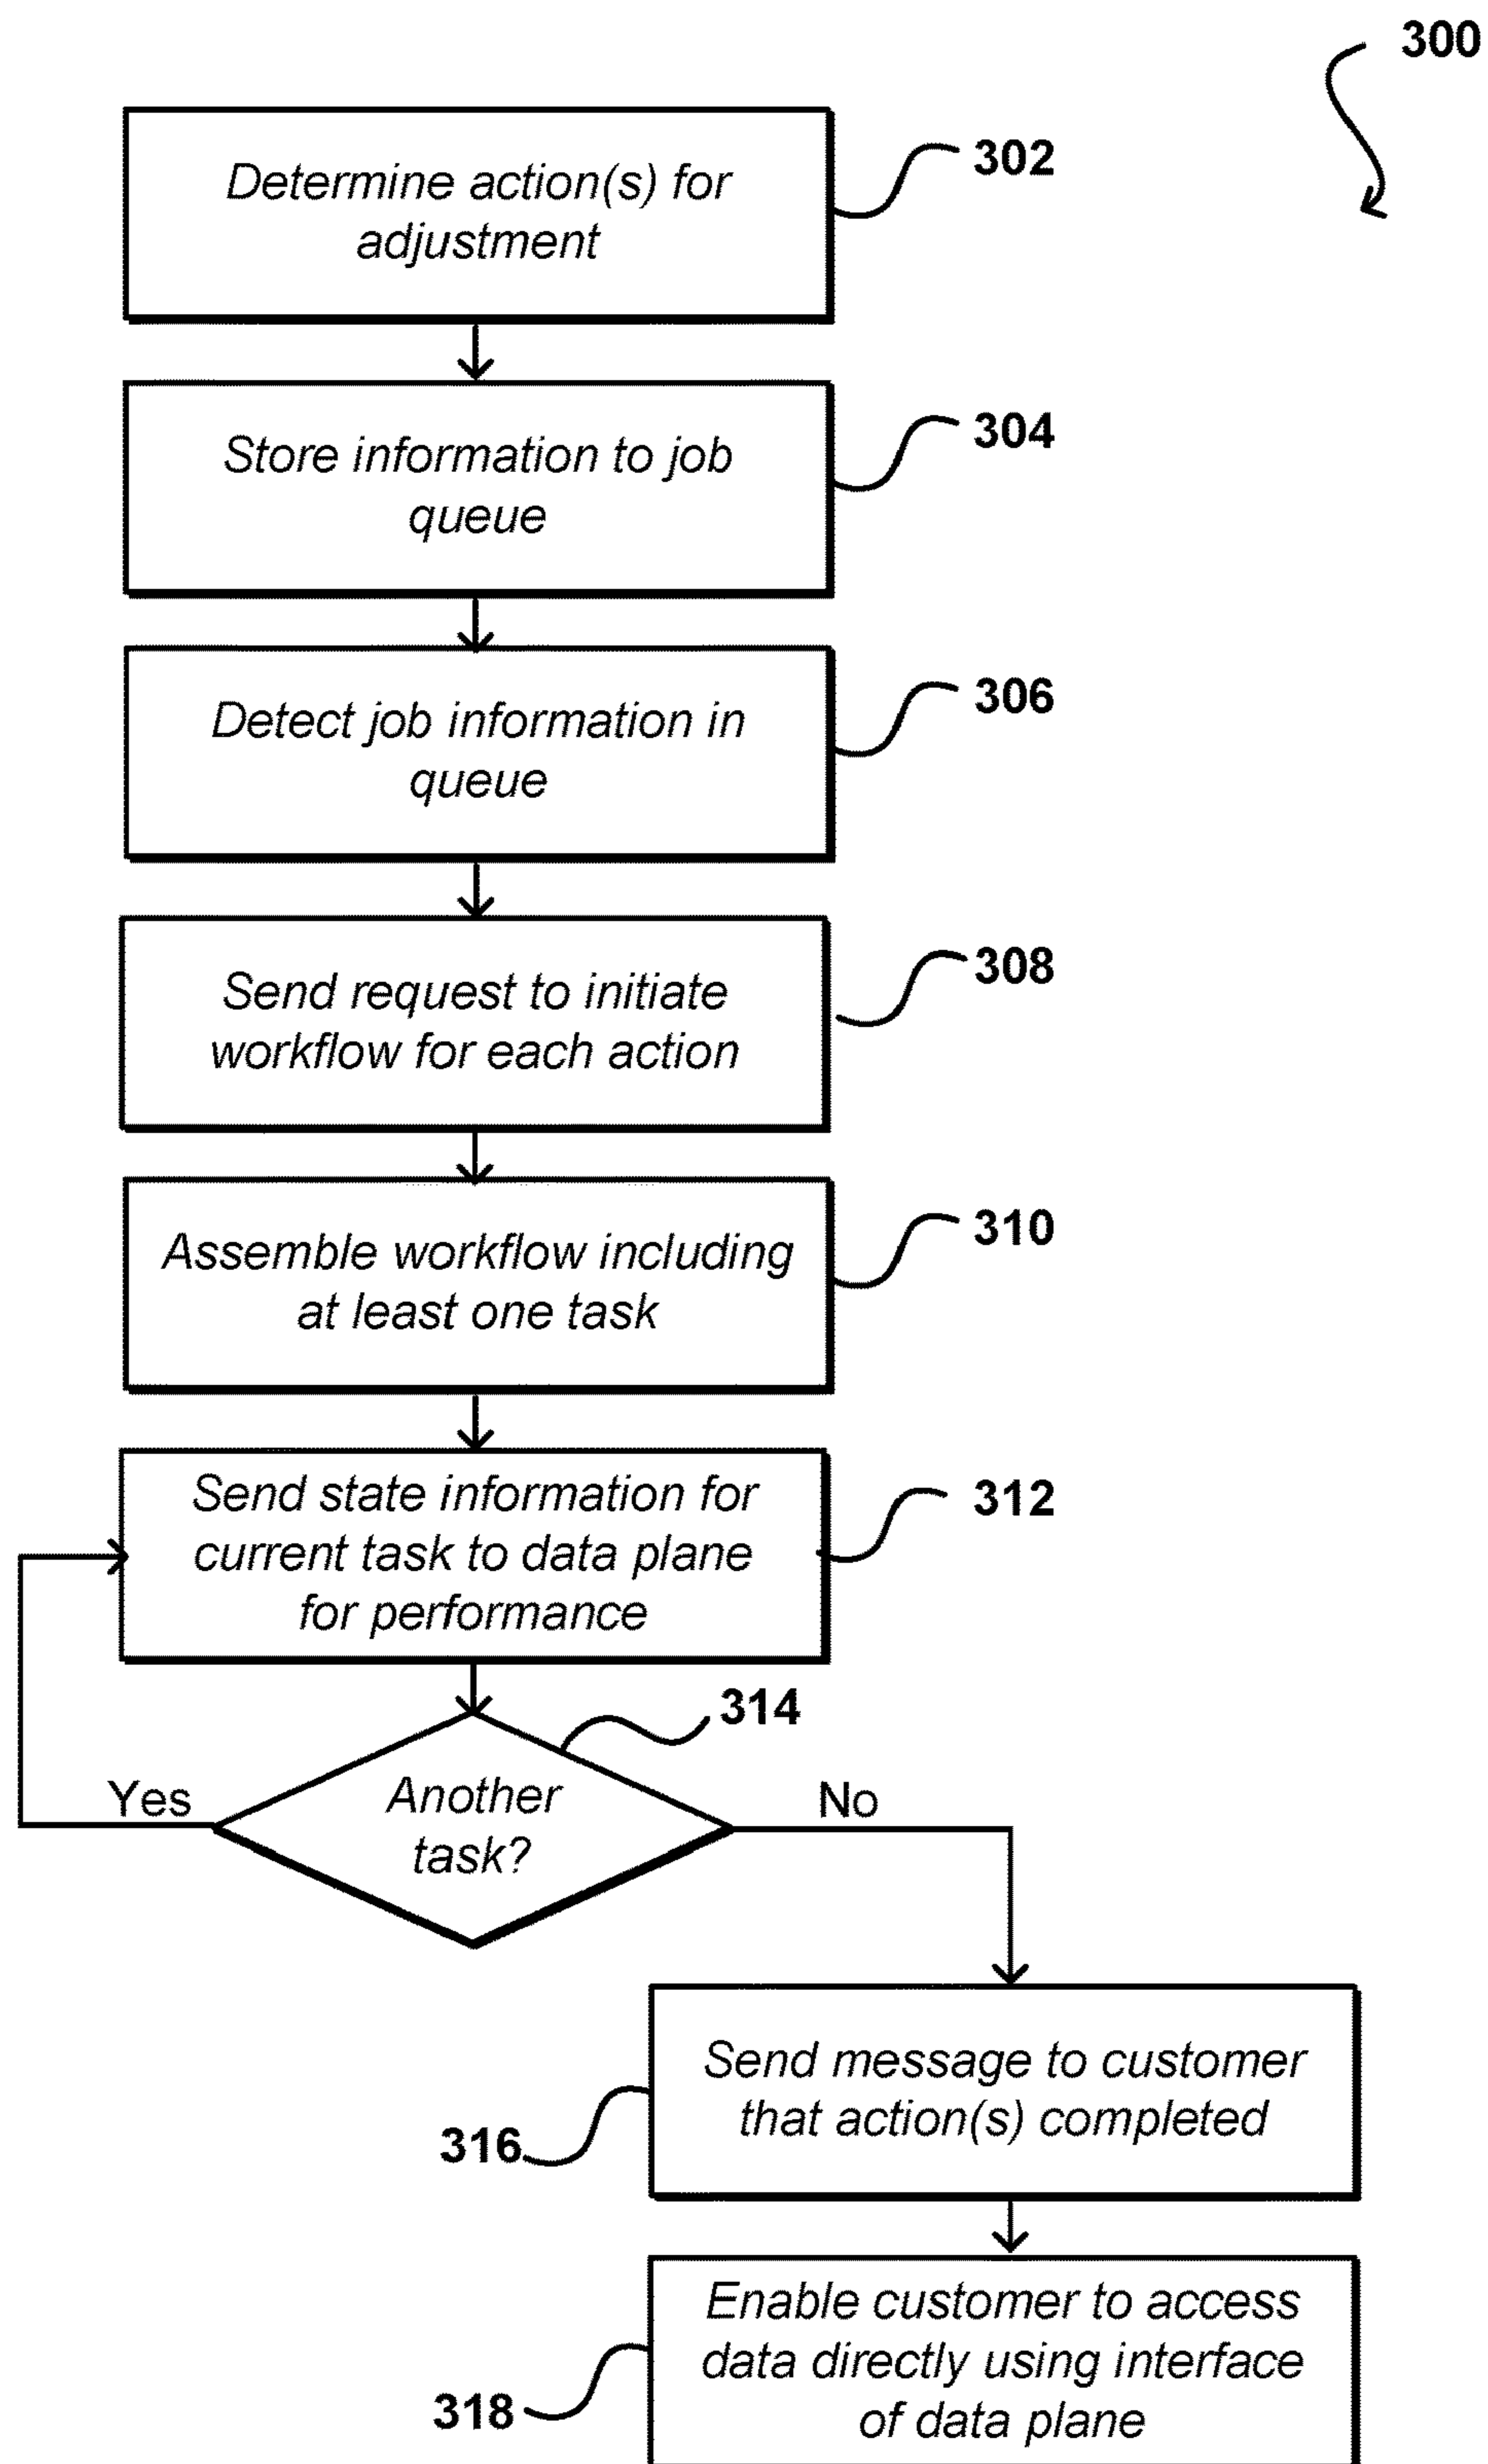 300
Determine action(s) for
adjustment
302
Store information to job
queue
304
Detect job information in
queue
306
Send request to initiate
workflow for each action
308
Assemble workflow including
at least one task
310
Send state information for
current task to data plane
for performance
312
314
Another
task?
Yes
No
Send message to customer
that action(s) completed
316
Enable customer to access
data directly using interface
of data plane
318